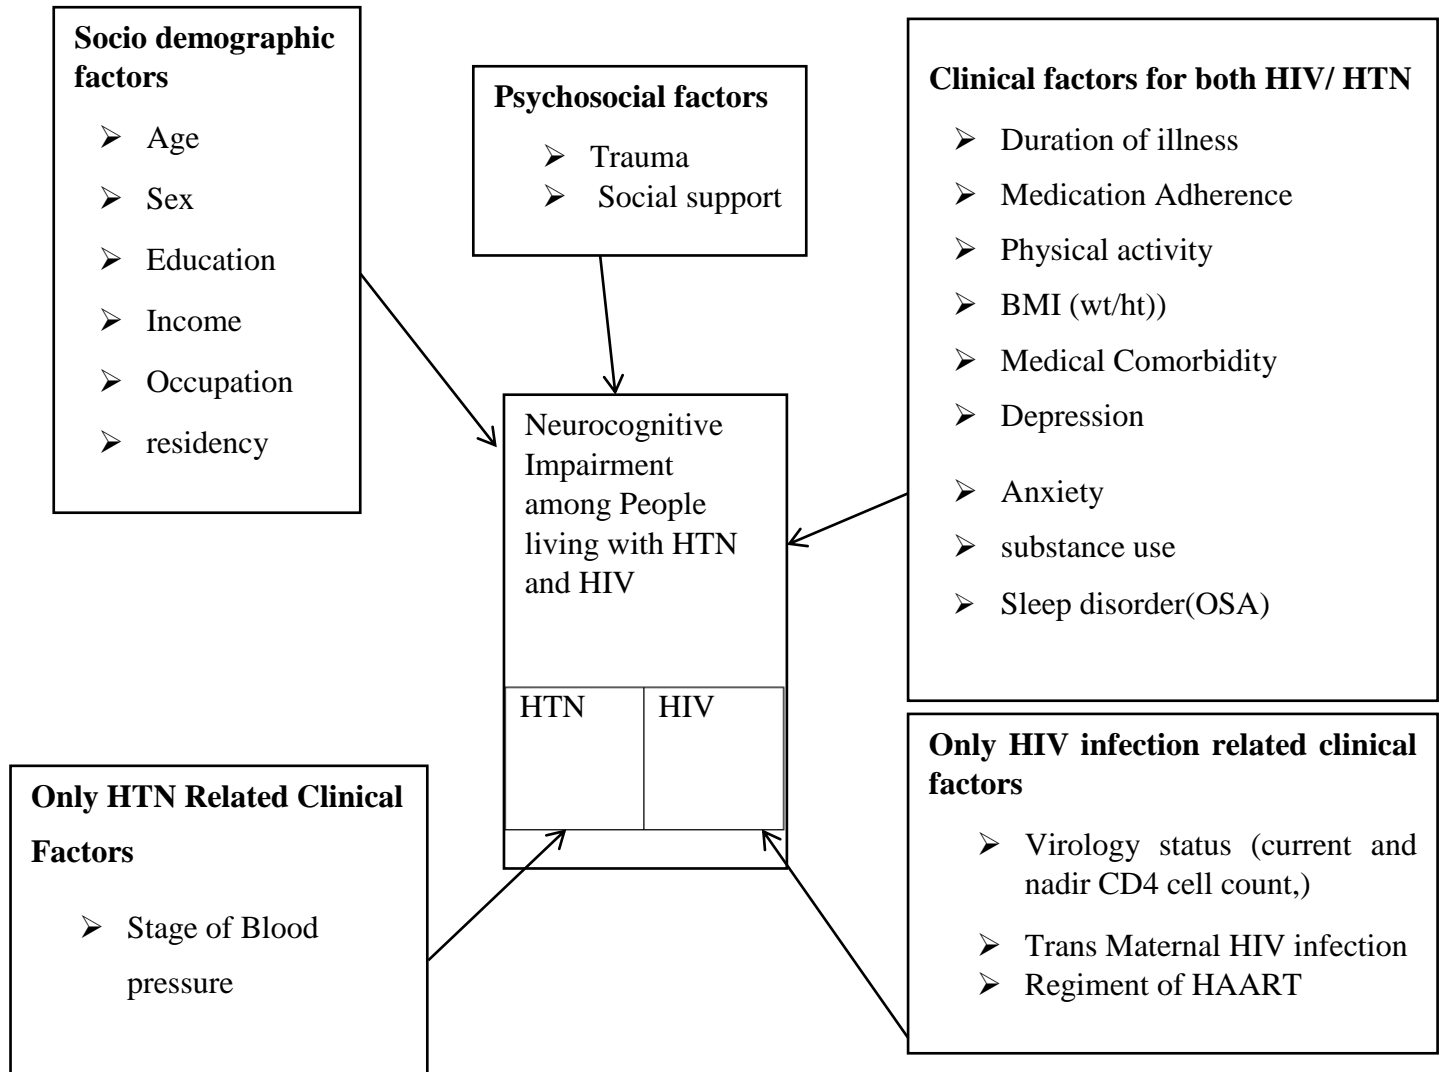 Socio demographic
factors
➢ Age
➢ Sex
➢ Education
➢ Income
➢ Occupation
➢ residency
Psychosocial factors
➢ Trauma
➢ Social support
Clinical factors for both HIV/ HTN
➢ Duration of illness
➢ Medication Adherence
➢ Physical activity
➢ BMI (wt/ht))
➢ Medical Comorbidity
➢ Depression
➢ Anxiety
➢ substance use
➢ Sleep disorder(OSA)
Neurocognitive
Impairment
among People
living with HTN
and HIV
HTN
HIV
Only HTN Related Clinical
Factors
➢ Stage of Blood
pressure
Only HIV infection related clinical
factors
➢ Virology status (current and
nadir CD4 cell count,)
➢ Trans Maternal HIV infection
➢ Regiment of HAART